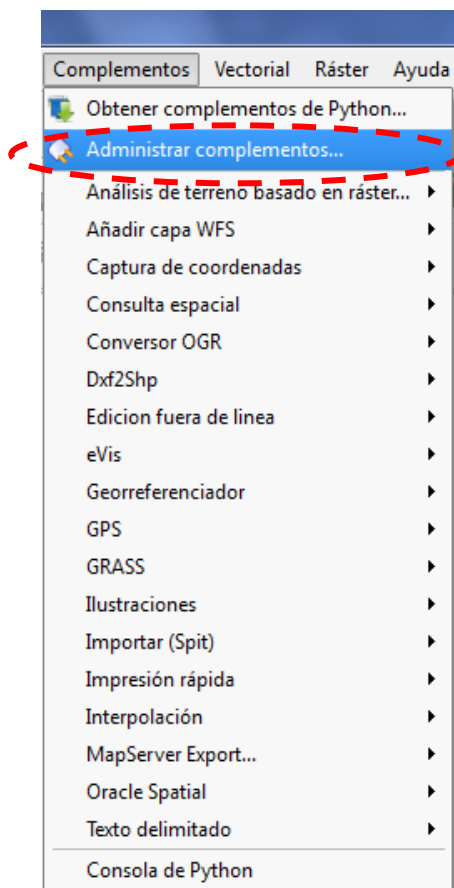 Complementos Vectorial Ráster Ayuda
Obtener complementos de Python...
Administrar complementos...
Análisis de terreno basado en ráster...
Añadir capa WFS
Captura de coordenadas
Consulta espacial
Conversor OGR
Dxf2Shp
Edicion fuera de linea
eVis
Georreferenciador
GPS
GRASS
Ilustraciones
Importar (Spit)
Impresión rápida
Interpolación
MapServer Export...
Oracle Spatial
Texto delimitado
Consola de Python